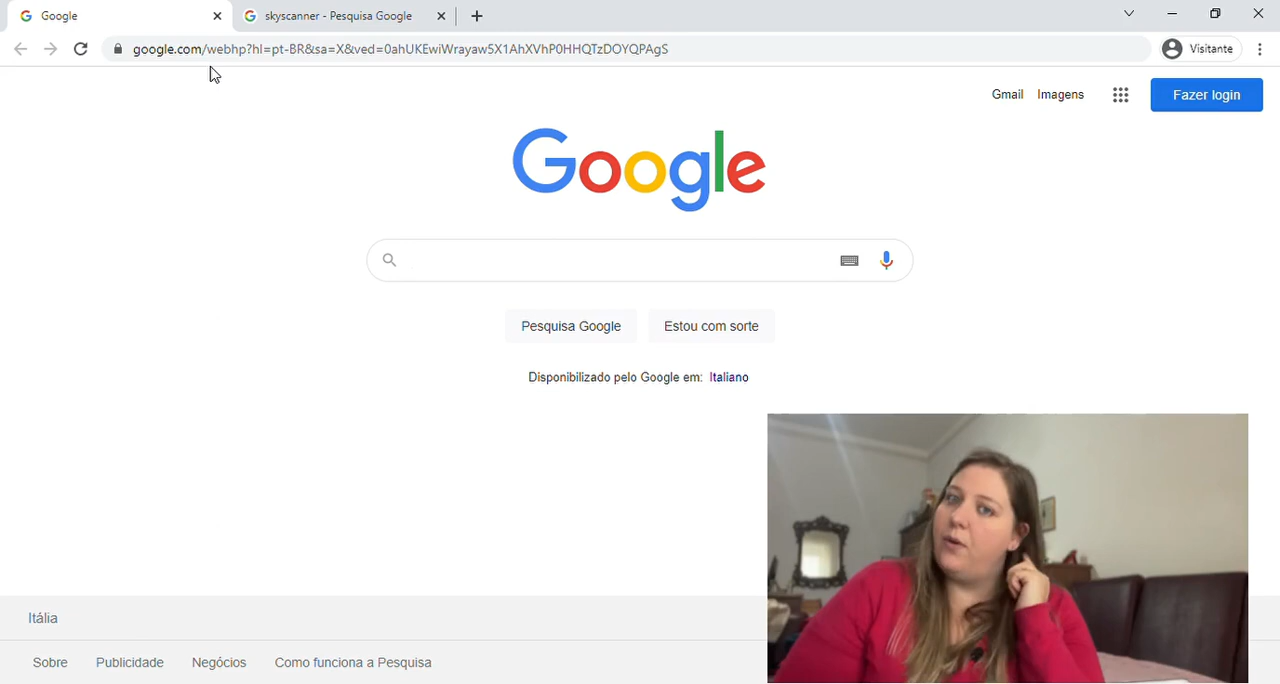 Google
skyscanner - Pesquisa Google
google.com/webhp?hl=pt-BR&sa=X&ved=0ahUKEwiWrayaw5X1AhXVhP0HHQTzDOYQPAgS
Visitante
Gmail Imagens Fazer login
Google
Pesquisa Google Estou com sorte
Disponibilizado pelo Google em: Italiano
Itália
Sobre Publicidade Negócios Como funciona a Pesquisa